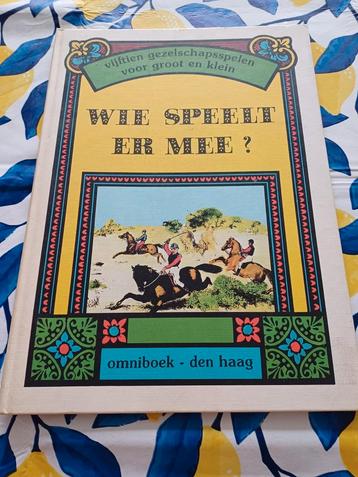 vijftien gezelschapsspelen
voor groot en klein
WIE SPEELT
ER MEE ?
omniboek - den haag